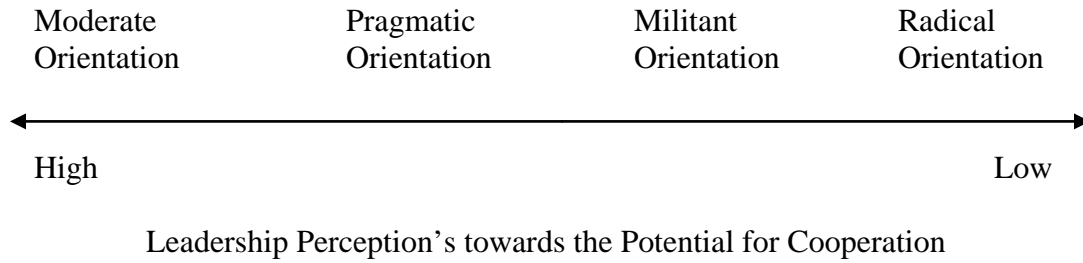 Moderate Orientation
Pragmatic Orientation
Militant Orientation
Radical Orientation
High
Low
Leadership Perception’s towards the Potential for Cooperation